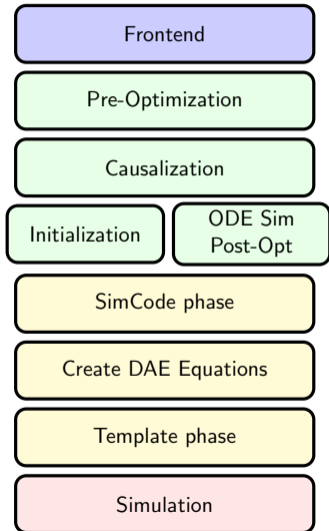 Frontend
Pre-Optimization
Causalization
Initialization
ODE Sim
Post-Opt
SimCode phase
Create DAE Equations
Template phase
Simulation